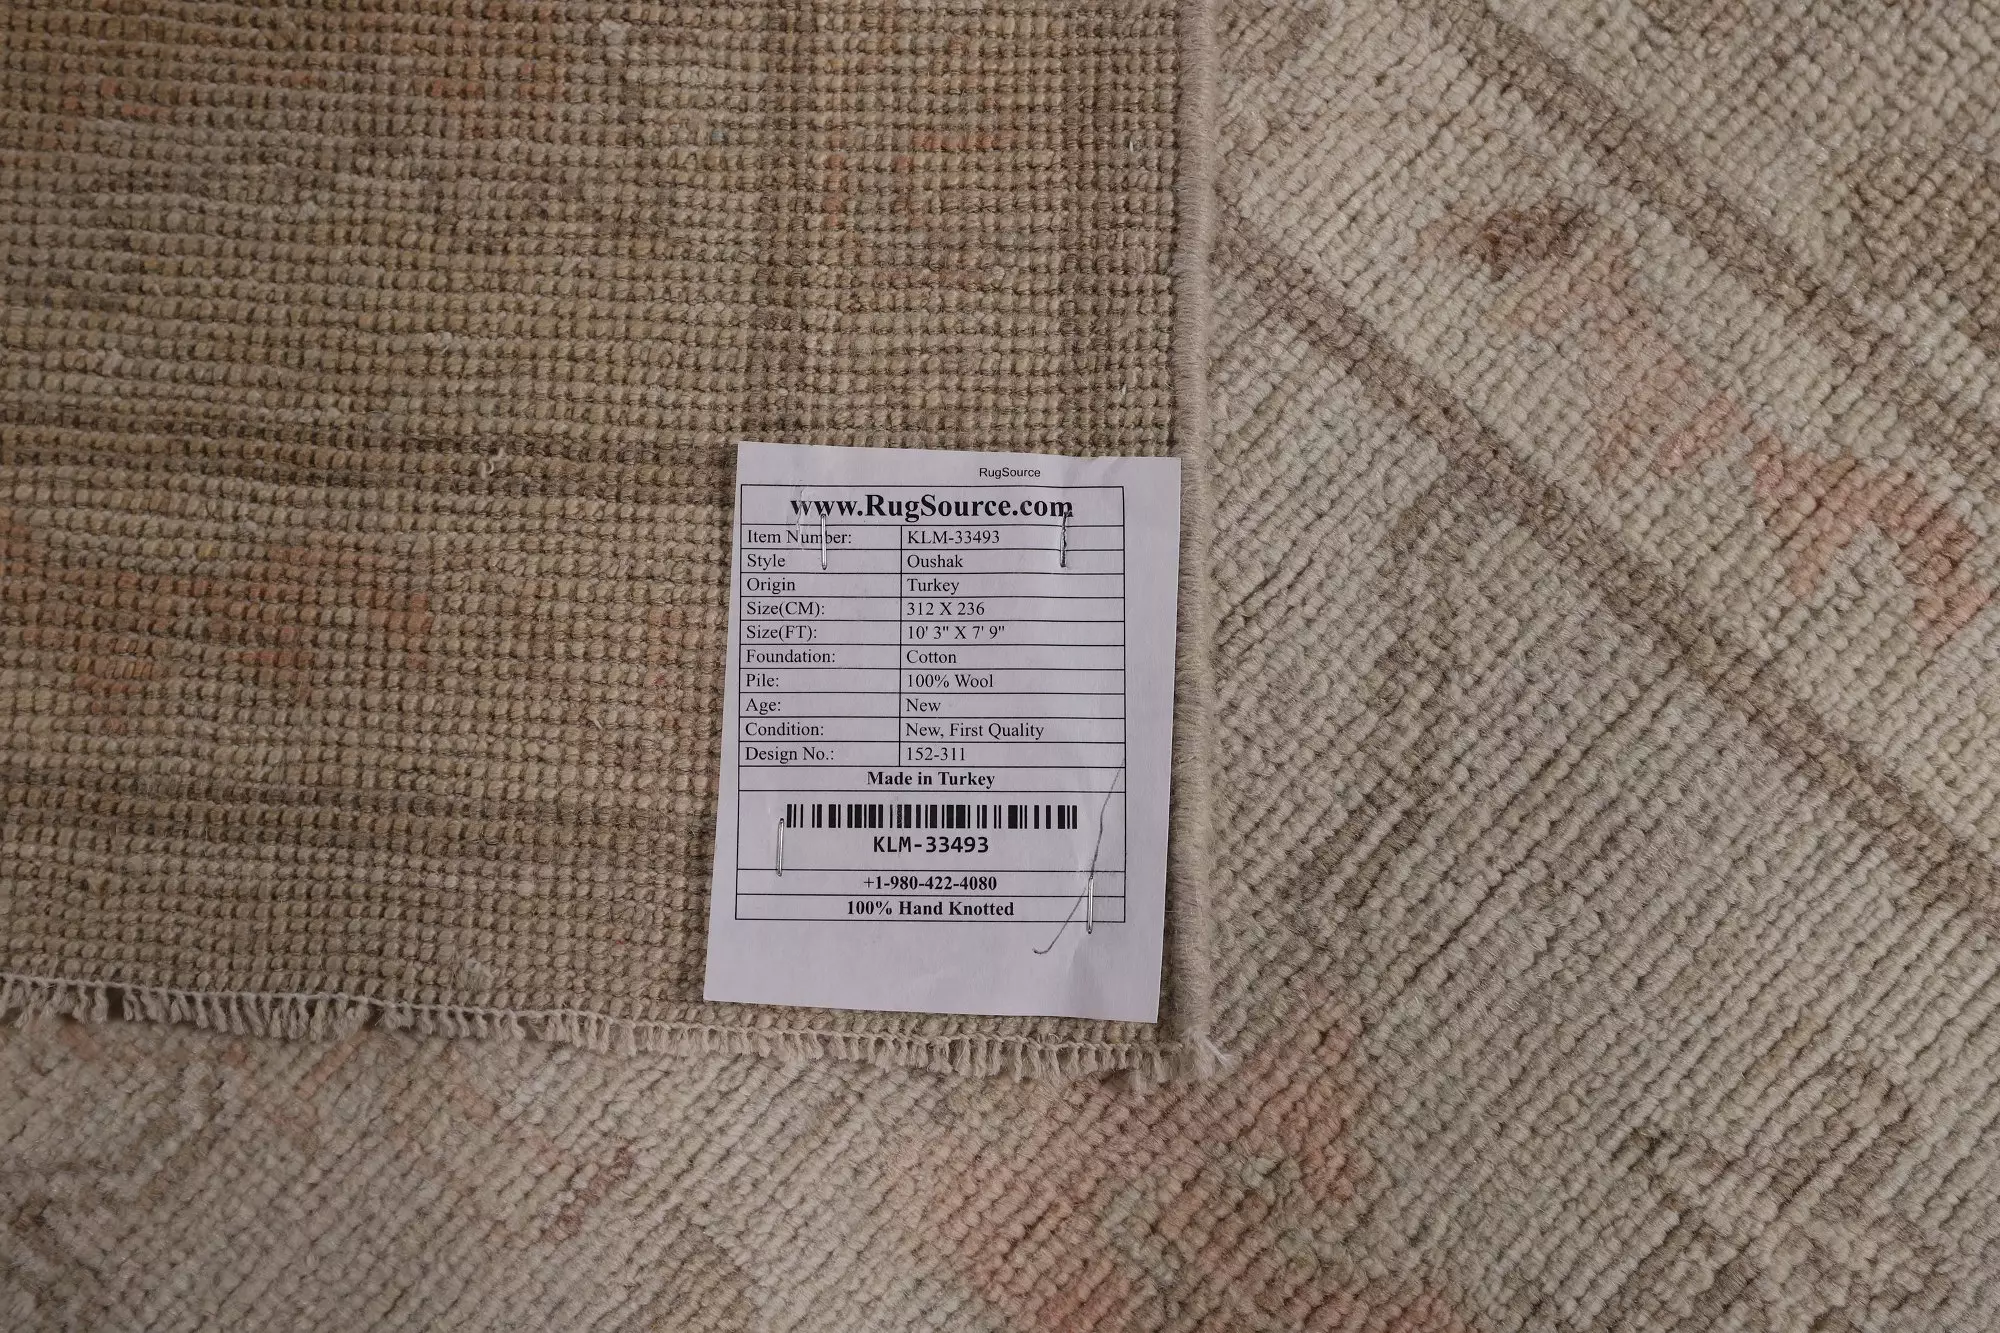 RugSource
www.RugSource.com
Item Number: KLM-33493
Style Oushak
Origin Turkey
Size(CM): 312 X 236
Size(FT): 10' 3" X 7' 9"
Foundation: Cotton
Pile: 100% Wool
Age: New
Condition: New, First Quality
Design No.: 152-311
Made in Turkey
KLM-33493
+1-980-422-4080
100% Hand Knotted